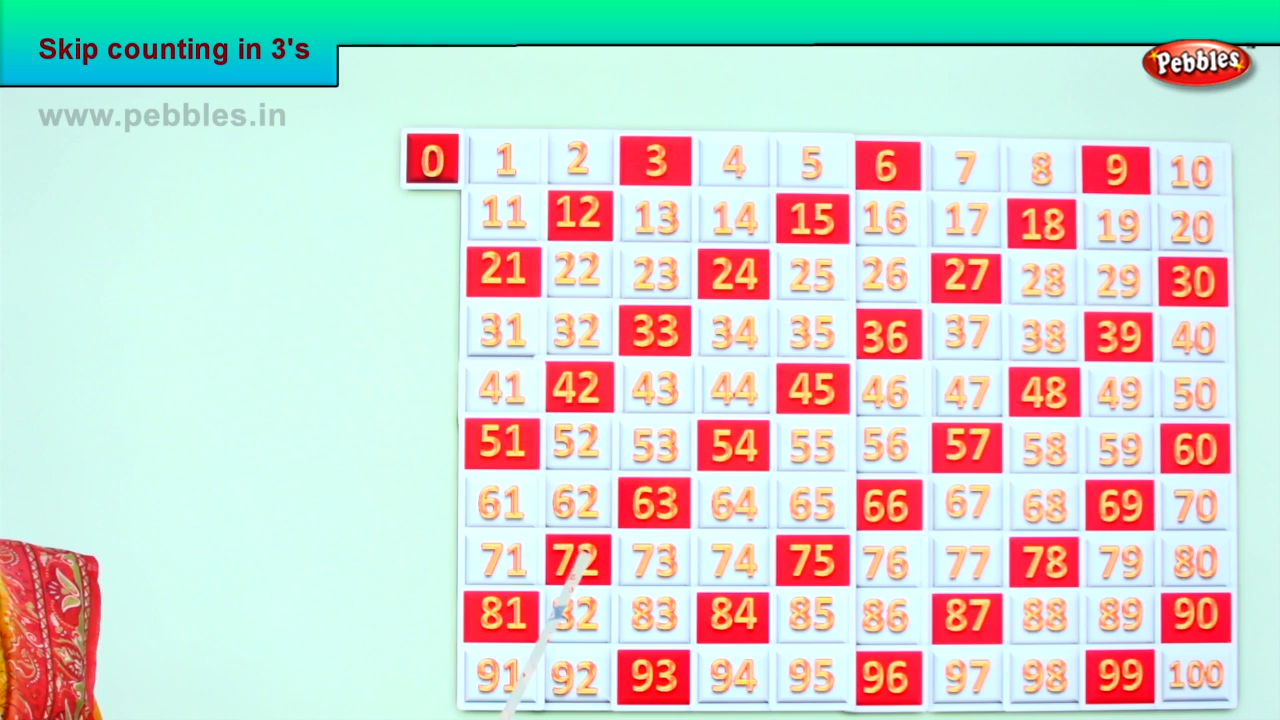 Skip counting in 3's
Pebbles
www.pebbles.in
0 1 2 3 4 5 6 7 8 9 10
11 12 13 14 15 16 17 18 19 20
21 22 23 24 25 26 27 28 29 30
31 32 33 34 35 36 37 38 39 40
41 42 43 44 45 46 47 48 49 50
51 52 53 54 55 56 57 58 59 60
61 62 63 64 65 66 67 68 69 70
71 72 73 74 75 76 77 78 79 80
81 82 83 84 85 86 87 88 89 90
91 92 93 94 95 96 97 98 99 100